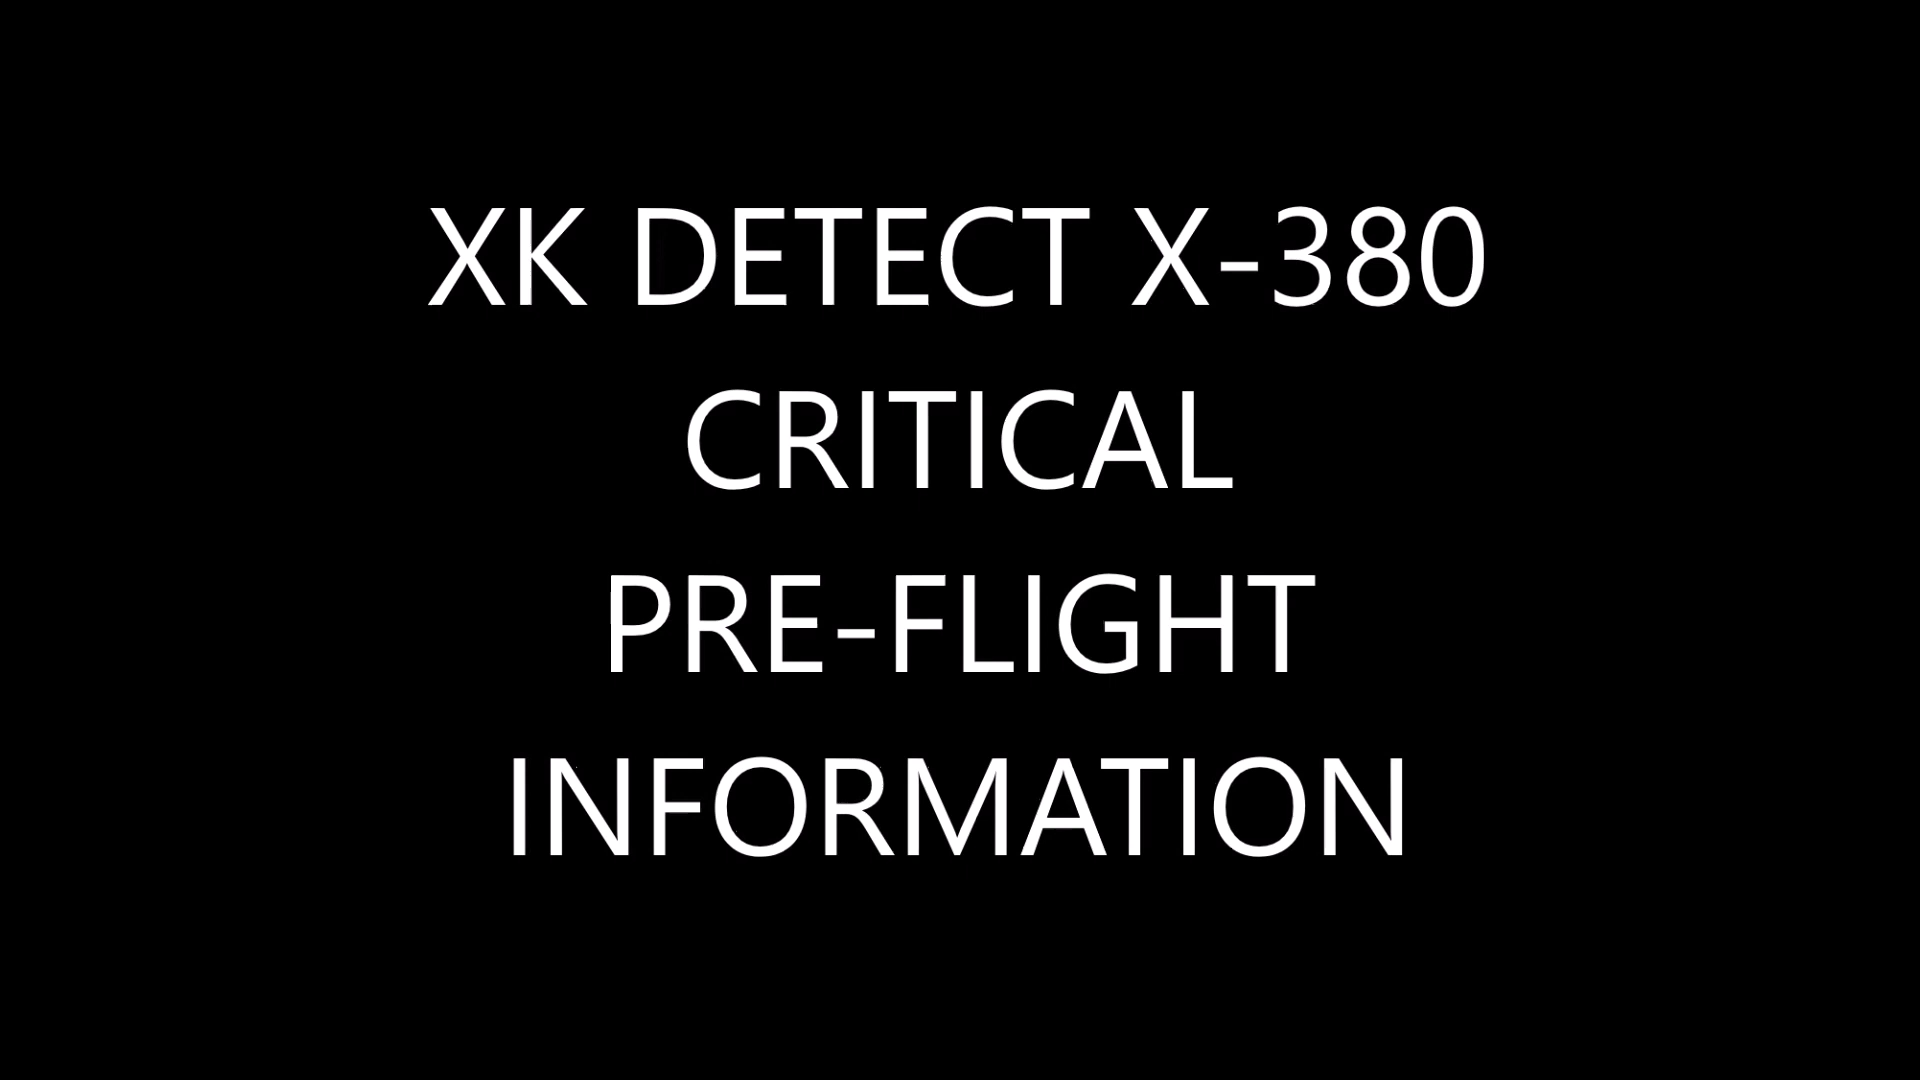 XK DETECT X-380
CRITICAL
PRE-FLIGHT
INFORMATION